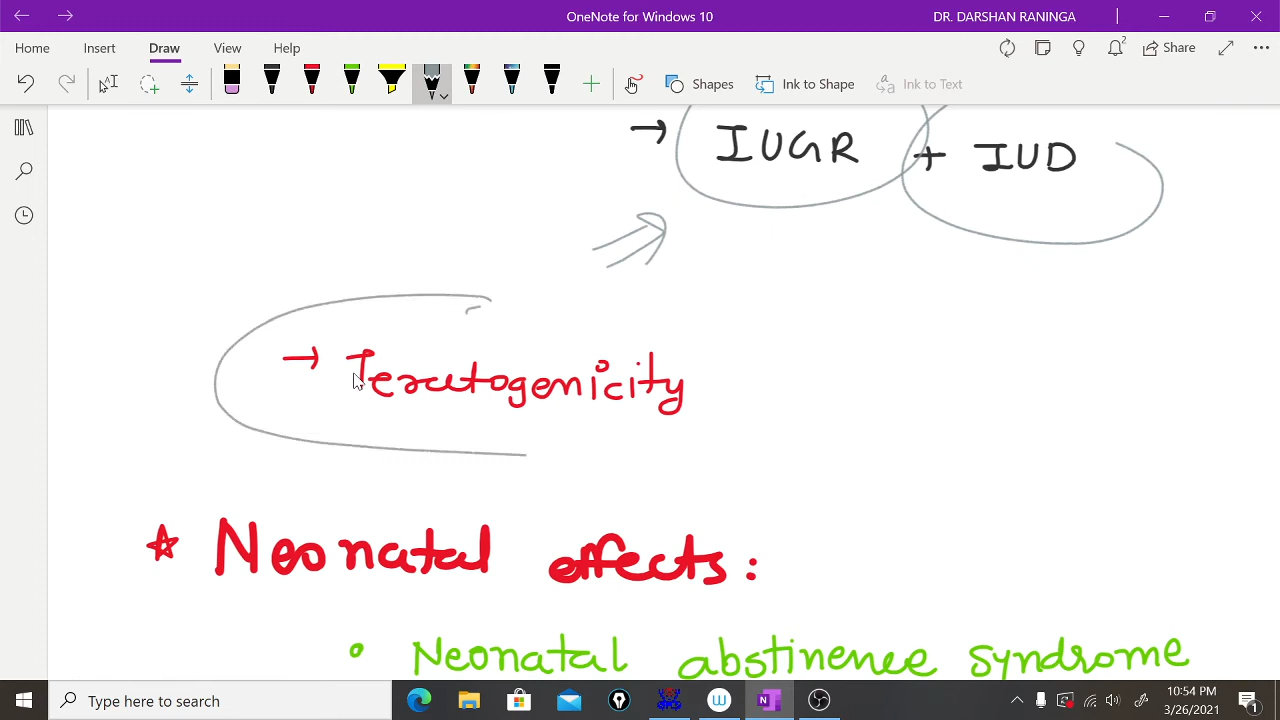 OneNote for Windows 10
DR. DARSHAN RANINGA
Home Insert Draw View Help
2
Share
Shapes
Ink to Shape
Ink to Text
→ IUGR + IUD
→ Teratogenicity
☆ Neonatal effects:
• Neonatal abstinence syndrome
Type here to search
10:54 PM
3/26/2021
1